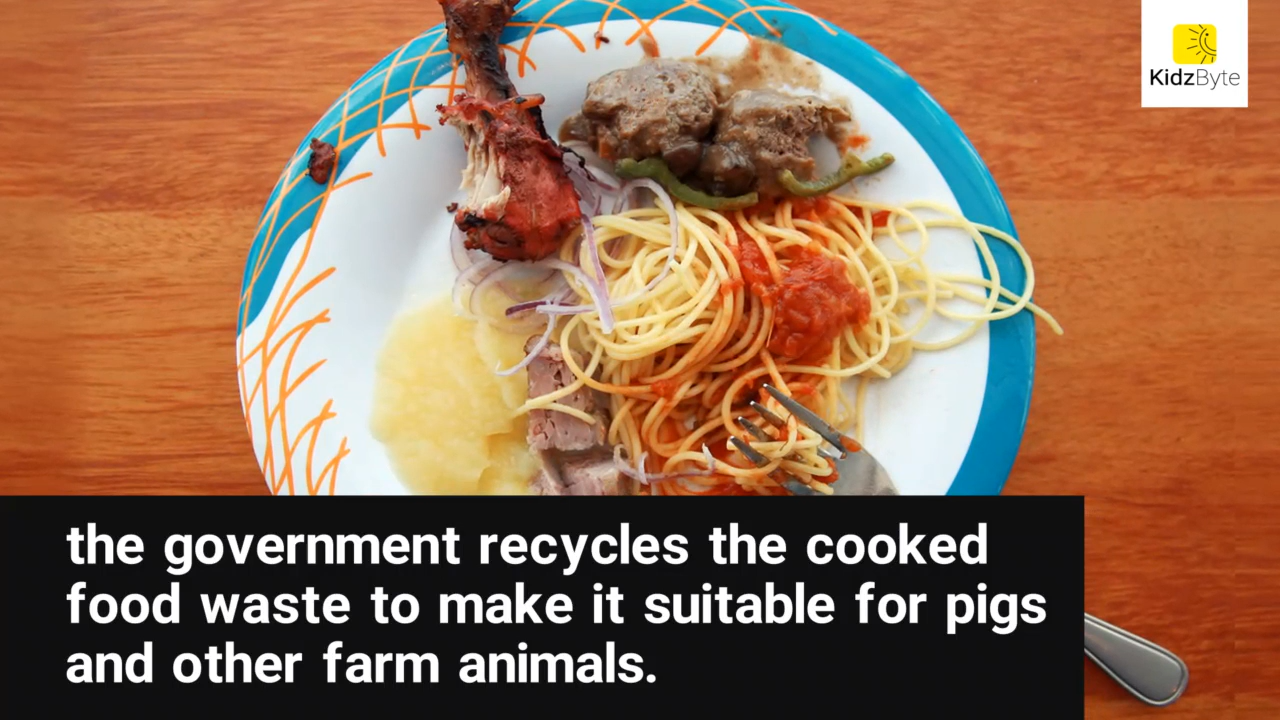 KidzByte
the government recycles the cooked
food waste to make it suitable for pigs
and other farm animals.